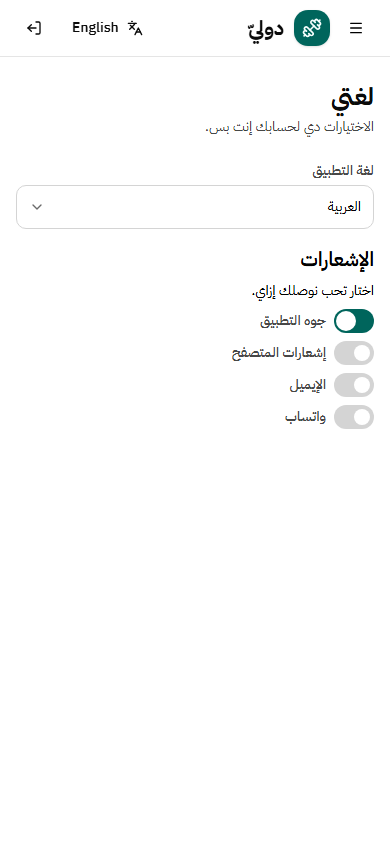 دوليّ
English
لغتي
الاختيارات دي لحسابك إنت بس.
لغة التطبيق
العربية
الإشعارات
اختار تحب نوصلك إزاي.
جوه التطبيق
إشعارات المتصفح
الإيميل
واتساب